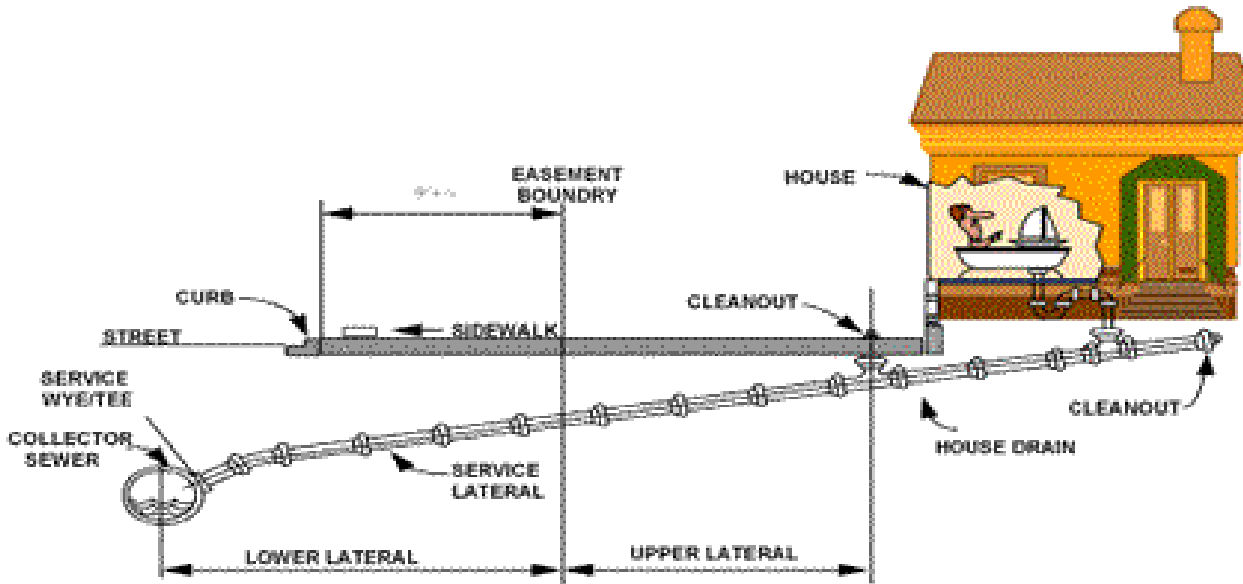 EASEMENT
BOUNDRY
HOUSE
CURB
CLEANOUT
STREET
SIDEWALK
SERVICE
WYE/TEE
CLEANOUT
COLLECTOR
SEWER
HOUSE DRAIN
SERVICE
LATERAL
LOWER LATERAL
UPPER LATERAL